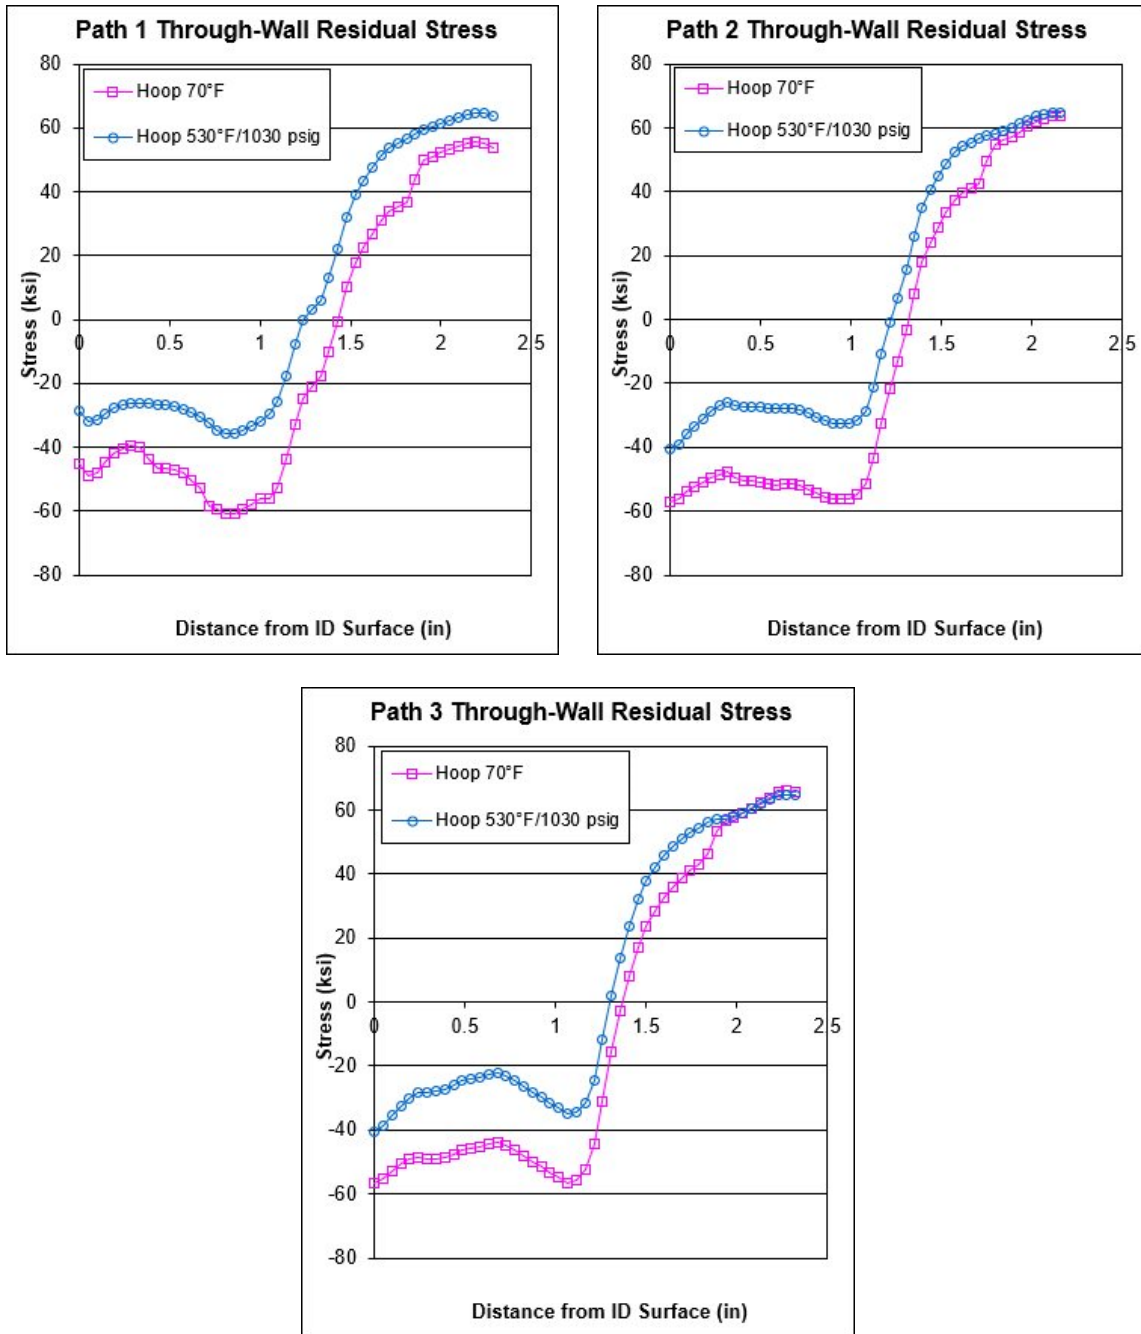 Path 1 Through-Wall Residual Stress
80
60
40
20
0
-20
-40
-60
-80
Stress (ksi)
Hoop 70°F
Hoop 530°F/1030 psig
0 0.5 1 1.5 2 2.5
Distance from ID Surface (in)
Path 2 Through-Wall Residual Stress
80
60
40
20
0
-20
-40
-60
-80
Stress (ksi)
Hoop 70°F
Hoop 530°F/1030 psig
0 0.5 1 1.5 2 2.5
Distance from ID Surface (in)
Path 3 Through-Wall Residual Stress
80
60
40
20
0
-20
-40
-60
-80
Stress (ksi)
Hoop 70°F
Hoop 530°F/1030 psig
0 0.5 1 1.5 2 2.5
Distance from ID Surface (in)